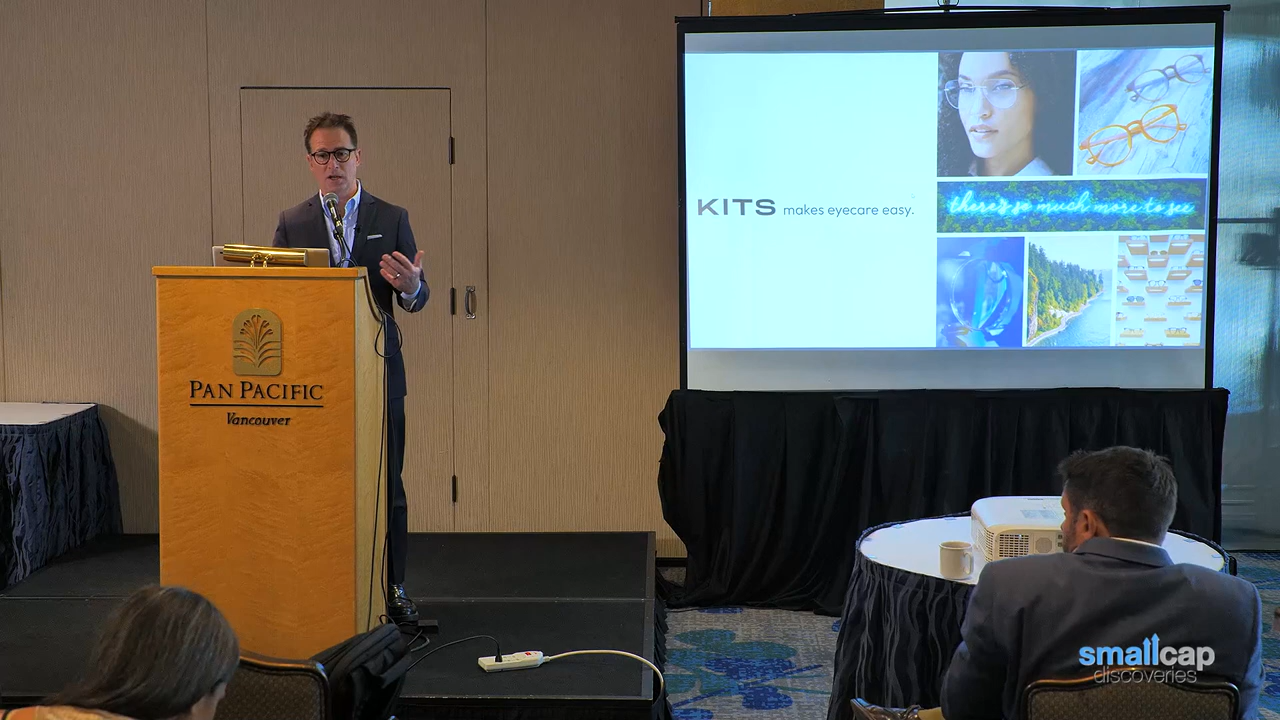 KITS makes eyecare easy.
there's so much more to see
PAN PACIFIC
Vancouver
smallcap
discoveries